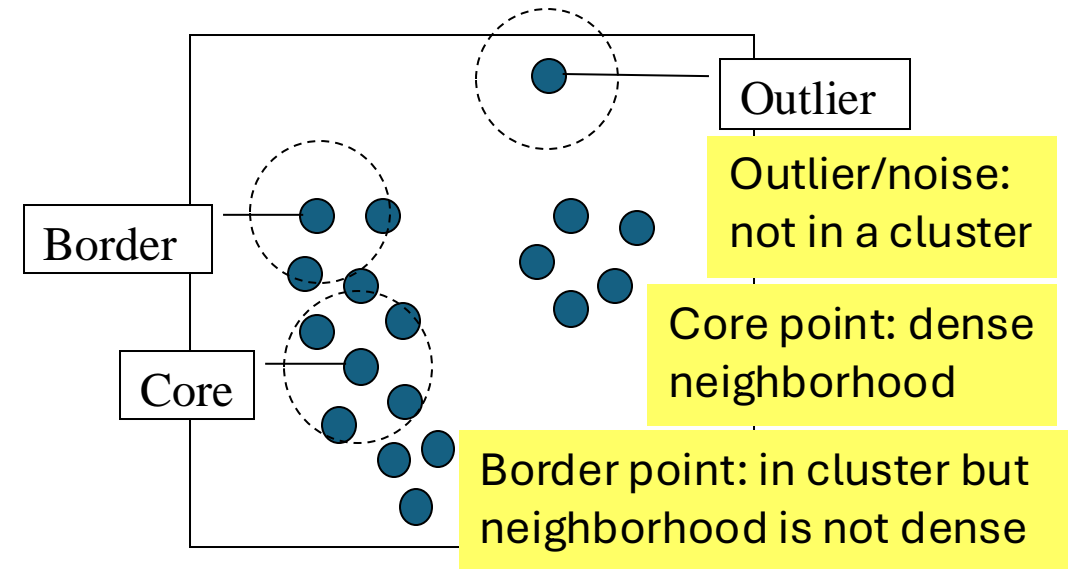 Outlier
Outlier/noise:
not in a cluster
Border
Core point: dense
neighborhood
Core
Border point: in cluster but
neighborhood is not dense